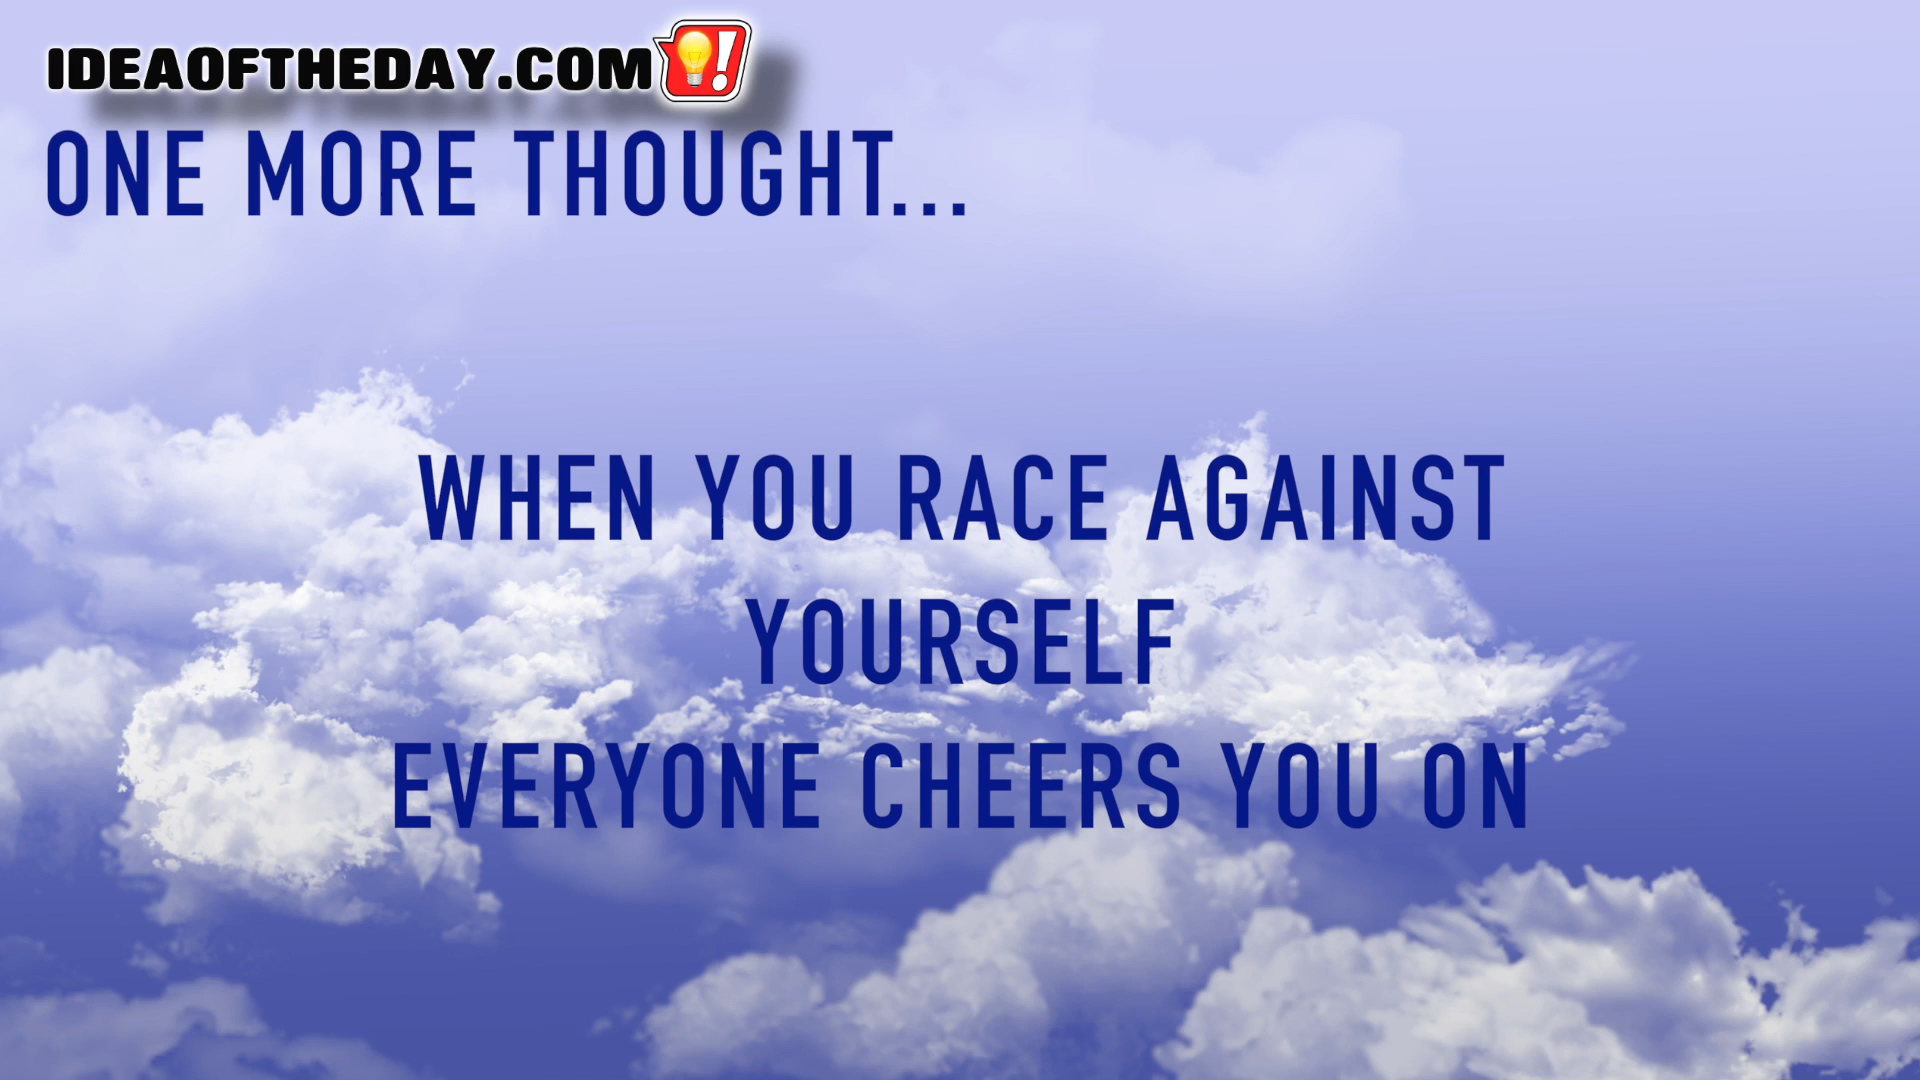 IDEAOFTHEDAY.COM!
ONE MORE THOUGHT...
WHEN YOU RACE AGAINST
YOURSELF
EVERYONE CHEERS YOU ON